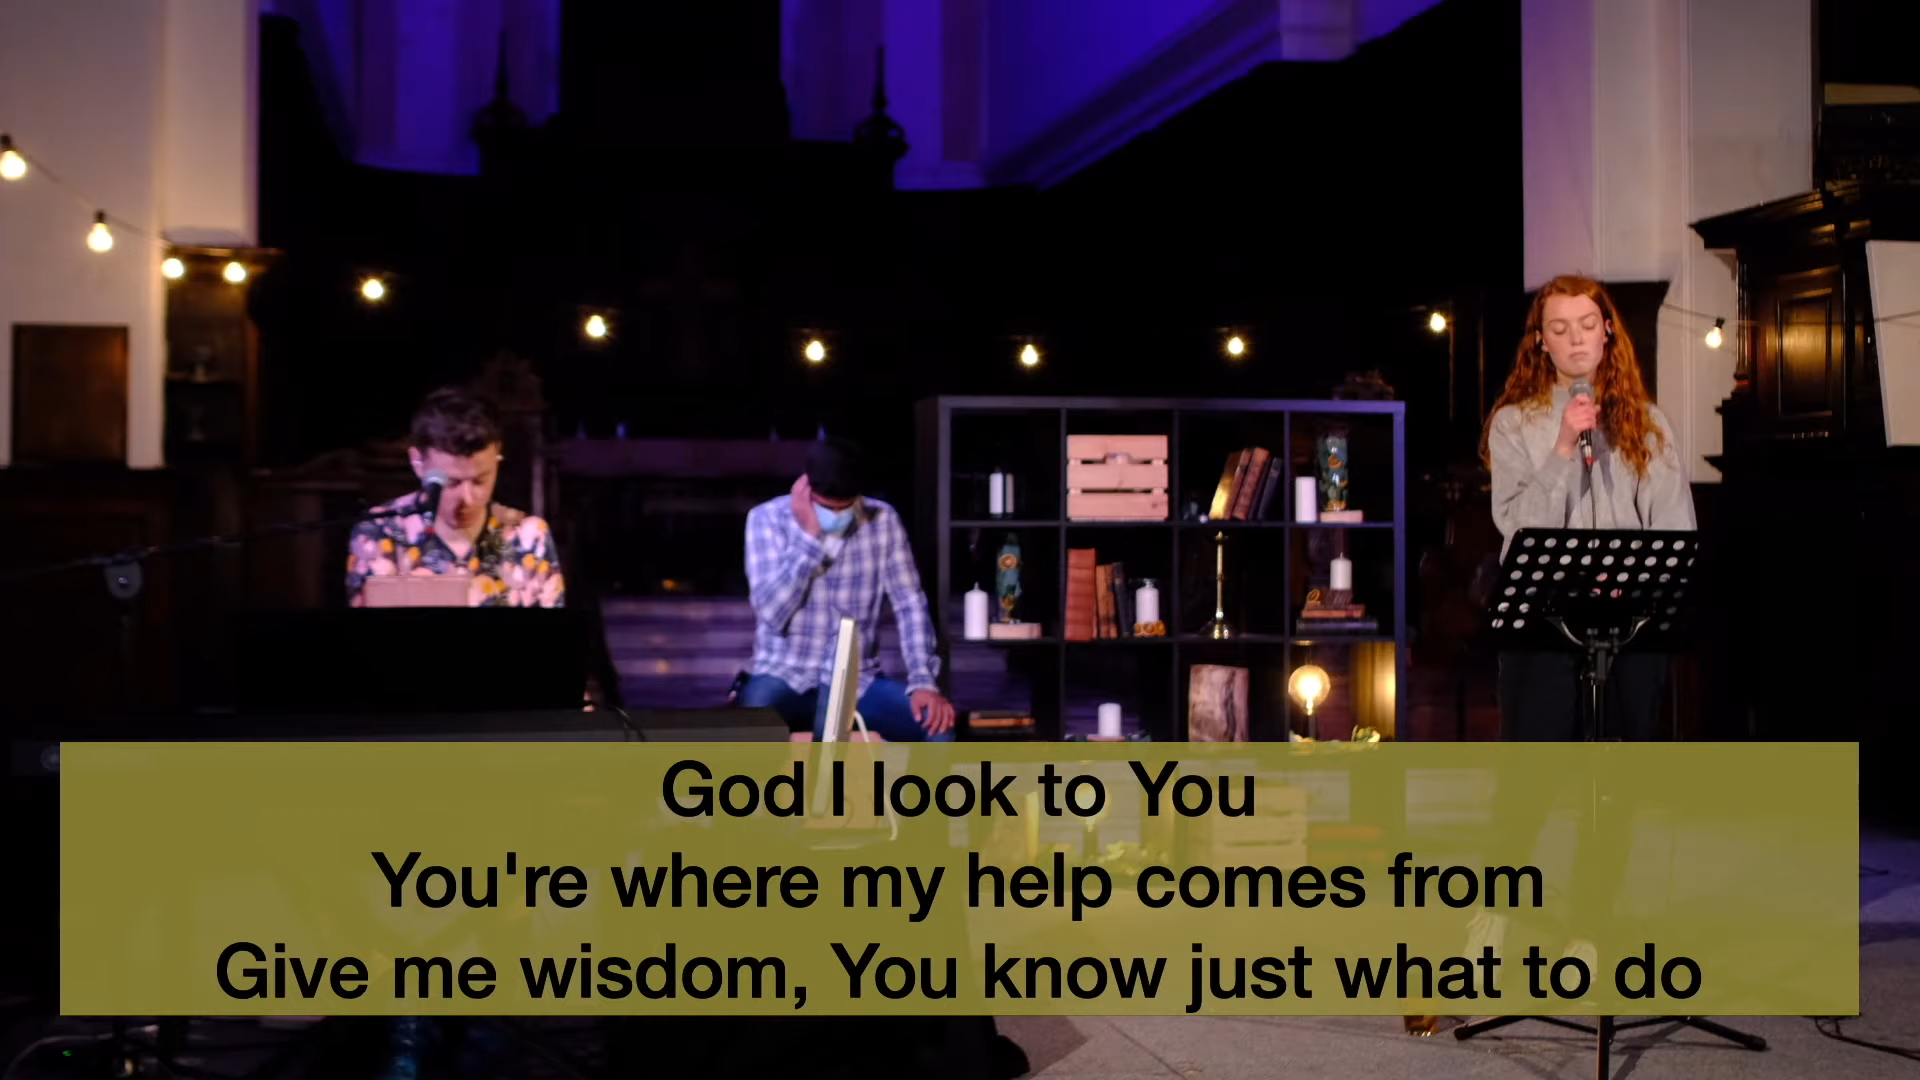 God I look to You
You're where my help comes from
Give me wisdom, You know just what to do